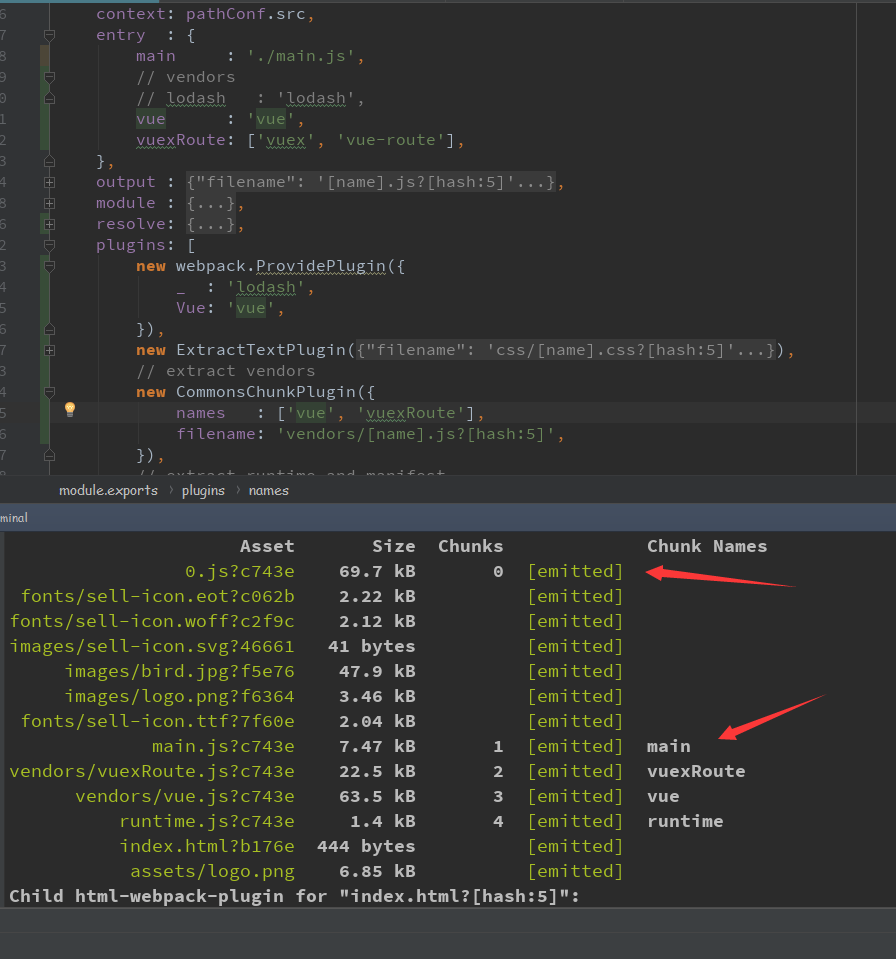 6 context: pathConf.src,
7 entry  : {
8 main     : './main.js',
9 // vendors
0 // lodash   : 'lodash',
1 vue      : 'vue',
2 vuexRoute: ['vuex', 'vue-route'],
3 },
4 output : {"filename": '[name].js?[hash:5]'...},
8 module : {...},
6 resolve: {...},
2 plugins: [
3 new webpack.ProvidePlugin({
4 _  : 'lodash',
5 Vue: 'vue',
6 }),
7 new ExtractTextPlugin({"filename": 'css/[name].css?[hash:5]'...}),
3 // extract vendors
4 new CommonsChunkPlugin({
5 names   : ['vue', 'vuexRoute'],
6 filename: 'vendors/[name].js?[hash:5]',
7 }),
// extract runtime and manifest
module.exports › plugins › names
minal
Asset Size Chunks Chunk Names
0.js?c743e 69.7 kB 0 [emitted]
fonts/sell-icon.eot?c062b 2.22 kB [emitted]
fonts/sell-icon.woff?c2f9c 2.12 kB [emitted]
images/sell-icon.svg?46661 41 bytes [emitted]
images/bird.jpg?f5e76 47.9 kB [emitted]
images/logo.png?f6364 3.46 kB [emitted]
fonts/sell-icon.ttf?7f60e 2.04 kB [emitted]
main.js?c743e 7.47 kB 1 [emitted] main
vendors/vuexRoute.js?c743e 22.5 kB 2 [emitted] vuexRoute
vendors/vue.js?c743e 63.5 kB 3 [emitted] vue
runtime.js?c743e 1.4 kB 4 [emitted] runtime
index.html?b176e 444 bytes [emitted]
assets/logo.png 6.85 kB [emitted]
Child html-webpack-plugin for "index.html?[hash:5]":